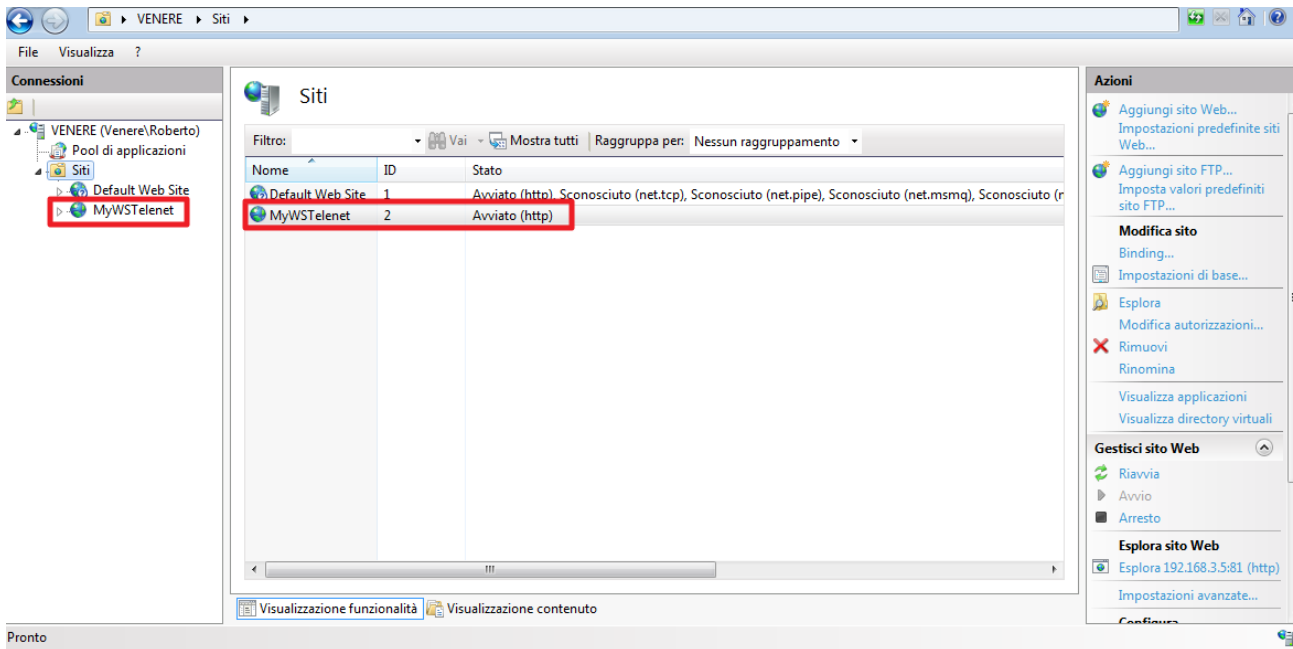 VENERE Siti
File Visualizza ?
Connessioni
VENERE (Venere\Roberto)
Pool di applicazioni
Siti
Default Web Site
MyWSTelenet
Siti
Filtro: Vai Mostra tutti Raggruppa per: Nessun raggruppamento
Nome ID Stato
Default Web Site 1 Avviato (http), Sconosciuto (net.tcp), Sconosciuto (net.pipe), Sconosciuto (net.msmq), Sconosciuto (r
MyWSTelenet 2 Avviato (http)
Visualizzazione funzionalità Visualizzazione contenuto
Azioni
Aggiungi sito Web...
Impostazioni predefinite siti
Web...
Aggiungi sito FTP...
Imposta valori predefiniti
sito FTP...
Modifica sito
Binding...
Impostazioni di base...
Esplora
Modifica autorizzazioni...
Rimuovi
Rinomina
Visualizza applicazioni
Visualizza directory virtuali
Gestisci sito Web
Riavvia
Avvio
Arresto
Esplora sito Web
Esplora 192.168.3.5:81 (http)
Impostazioni avanzate...
Configura
Pronto